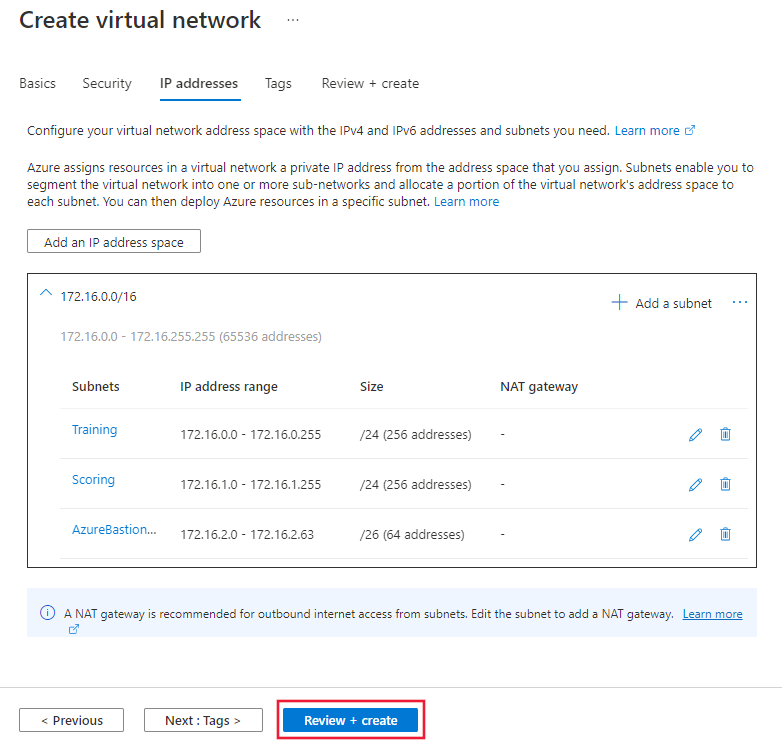 Create virtual network ...
Basics Security IP addresses Tags Review + create
Configure your virtual network address space with the IPv4 and IPv6 addresses and subnets you need. Learn more
Azure assigns resources in a virtual network a private IP address from the address space that you assign. Subnets enable you to
segment the virtual network into one or more sub-networks and allocate a portion of the virtual network's address space to
each subnet. You can then deploy Azure resources in a specific subnet. Learn more
Add an IP address space
172.16.0.0/16 + Add a subnet ...
172.16.0.0 - 172.16.255.255 (65536 addresses)
Subnets IP address range Size NAT gateway
Training 172.16.0.0 - 172.16.0.255 /24 (256 addresses) -
Scoring 172.16.1.0 - 172.16.1.255 /24 (256 addresses) -
AzureBastion... 172.16.2.0 - 172.16.2.63 /26 (64 addresses) -
A NAT gateway is recommended for outbound internet access from subnets. Edit the subnet to add a NAT gateway. Learn more
< Previous Next : Tags > Review + create